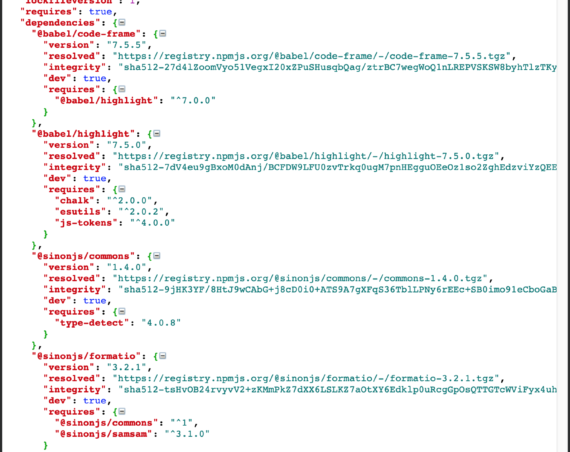 "lockfileVersion": 1,
"requires": true,
"dependencies": {
"@babel/code-frame": {
"version": "7.5.5",
"resolved": "https://registry.npmjs.org/@babel/code-frame/-/code-frame-7.5.5.tgz",
"integrity": "sha512-27d4lZoomVyo51VegxI20xZPuSHusqbQag/ztrBC7wegWoQ1nLREPVSKSW8byhTlzTKy
"dev": true,
"requires": {
"@babel/highlight": "^7.0.0"
}
},
"@babel/highlight": {
"version": "7.5.0",
"resolved": "https://registry.npmjs.org/@babel/highlight/-/highlight-7.5.0.tgz",
"integrity": "sha512-7dV4eu9gBxoM0dAnj/BCFDW9LFU0zvTrkq0ugM7pnHEgguOEeOz1so2ZghEdzviYzQEE
"dev": true,
"requires": {
"chalk": "^2.0.0",
"esutils": "^2.0.2",
"js-tokens": "^4.0.0"
}
},
"@sinonjs/commons": {
"version": "1.4.0",
"resolved": "https://registry.npmjs.org/@sinonjs/commons/-/commons-1.4.0.tgz",
"integrity": "sha512-9jHK3YF/8HtJ9wCAbG+j8cD0i0+ATS9A7gXFqS36TblLPNy6rEEc+SB0imo91eCboGaB
"dev": true,
"requires": {
"type-detect": "4.0.8"
}
},
"@sinonjs/formatio": {
"version": "3.2.1",
"resolved": "https://registry.npmjs.org/@sinonjs/formatio/-/formatio-3.2.1.tgz",
"integrity": "sha512-tsHvOB24rvyvV2+zKMmPkZ7dXX6LSLKZ7aOtXY6Edklp0uRcgGpOsQTTGTcWViFyx4uh
"dev": true,
"requires": {
"@sinonjs/commons": "^1",
"@sinonjs/samsam": "^3.1.0"
}